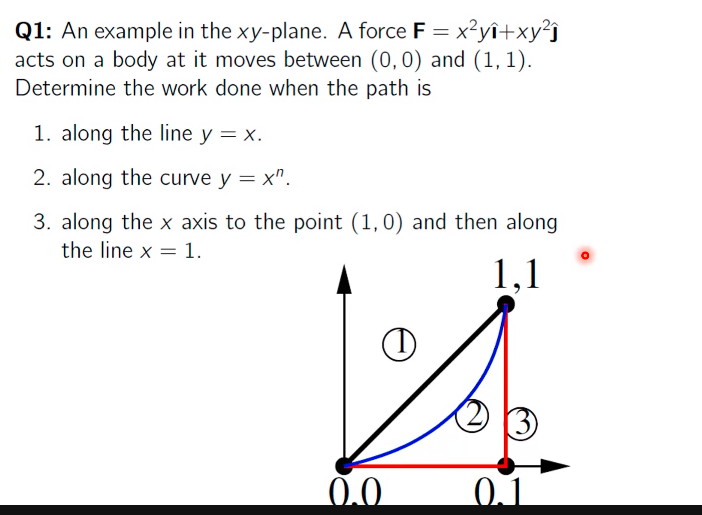 Q1: An example in the xy-plane. A force F = x²yî+xy²ĵ
acts on a body at it moves between (0, 0) and (1, 1).
Determine the work done when the path is
1. along the line y = x.
2. along the curve y = xⁿ.
3. along the x axis to the point (1, 0) and then along
the line x = 1.
1,1
①
②
③
0.0
0.1